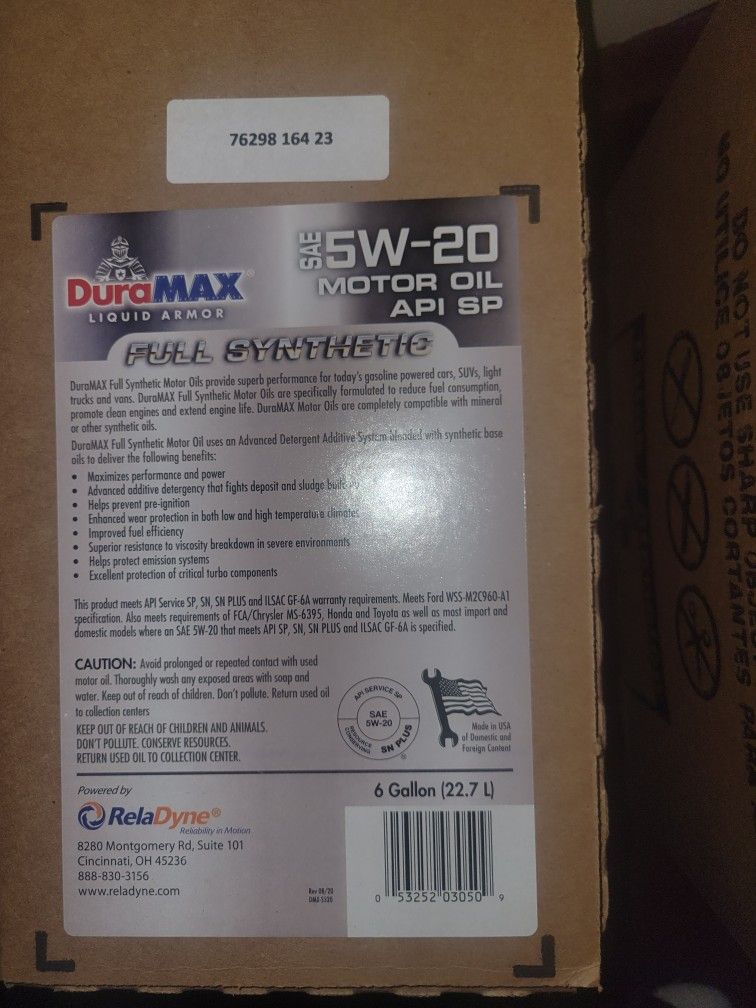 76298 164 23
DuraMAX®
LIQUID ARMOR
SAE 5W-20
MOTOR OIL
API SP
FULL SYNTHETIC
DuraMAX Full Synthetic Motor Oils provide superb performance for today's gasoline powered cars, SUVs, light
trucks and vans. DuraMAX Full Synthetic Motor Oils are specifically formulated to reduce fuel consumption,
promote clean engines and extend engine life. DuraMAX Motor Oils are completely compatible with mineral
or other synthetic oils.
DuraMAX Full Synthetic Motor Oil uses an Advanced Detergent Additive System blended with synthetic base
oils to deliver the following benefits:
• Maximizes performance and power
• Advanced additive detergency that fights deposit and sludge build-up
• Helps prevent pre-ignition
• Enhanced wear protection in both low and high temperature climates
• Improved fuel efficiency
• Superior resistance to viscosity breakdown in severe environments
• Helps protect emission systems
• Excellent protection of critical turbo components
This product meets API Service SP, SN, SN PLUS and ILSAC GF-6A warranty requirements. Meets Ford WSS-M2C960-A1
specification. Also meets requirements of FCA/Chrysler MS-6395, Honda and Toyota as well as most import and
domestic models where an SAE 5W-20 that meets API SP, SN, SN PLUS and ILSAC GF-6A is specified.
CAUTION: Avoid prolonged or repeated contact with used
motor oil. Thoroughly wash any exposed areas with soap and
water. Keep out of reach of children. Don't pollute. Return used oil
to collection centers
KEEP OUT OF REACH OF CHILDREN AND ANIMALS.
DON'T POLLUTE. CONSERVE RESOURCES.
RETURN USED OIL TO COLLECTION CENTER.
API SERVICE SP
SAE
5W-20
RESOURCE
CONSERVING
SN PLUS
Made in USA
of Domestic and
Foreign Content
Powered by
RelaDyne®
Reliability in Motion
8280 Montgomery Rd, Suite 101
Cincinnati, OH 45236
888-830-3156
www.reladyne.com
Rev 08/20
DMX-5520
6 Gallon (22.7 L)
0 53252 03050 9
DO NOT USE SHARP
NO UTILICE OBJETOS CORTANTES